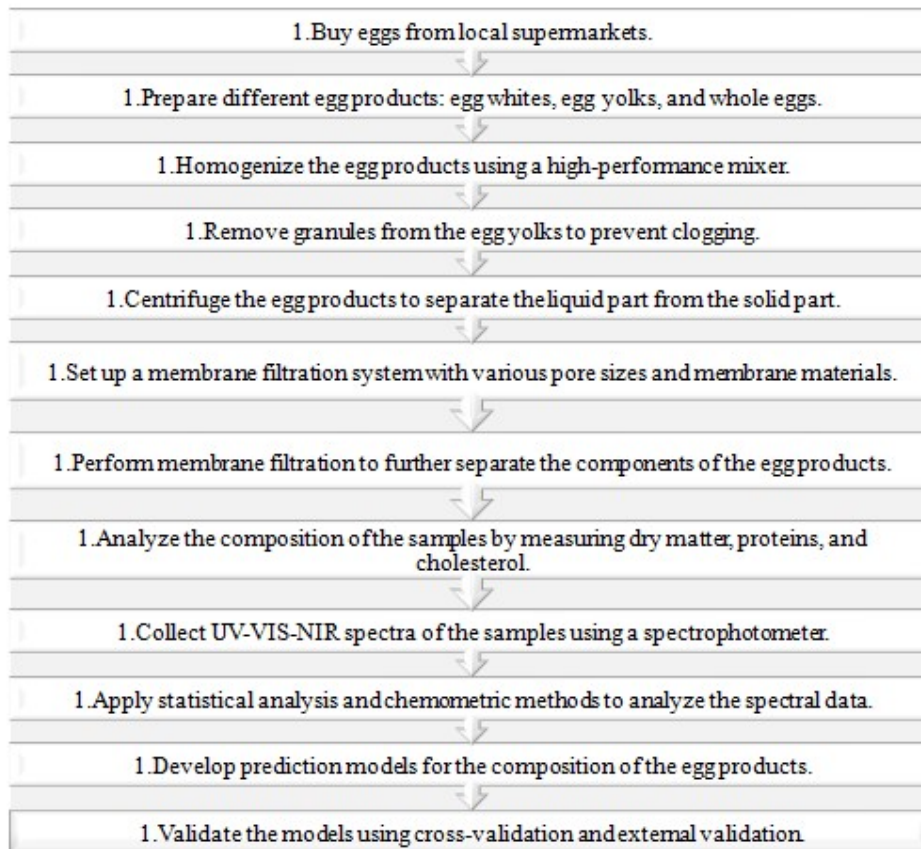 1.Buy eggs from local supermarkets.
1.Prepare different egg products: egg whites, egg yolks, and whole eggs.
1.Homogenize the egg products using a high-performance mixer.
1.Remove granules from the egg yolks to prevent clogging.
1.Centrifuge the egg products to separate the liquid part from the solid part.
1.Set up a membrane filtration system with various pore sizes and membrane materials.
1.Perform membrane filtration to further separate the components of the egg products.
1.Analyze the composition of the samples by measuring dry matter, proteins, and
cholesterol.
1.Collect UV-VIS-NIR spectra of the samples using a spectrophotometer.
1.Apply statistical analysis and chemometric methods to analyze the spectral data.
1.Develop prediction models for the composition of the egg products.
1.Validate the models using cross-validation and external validation.